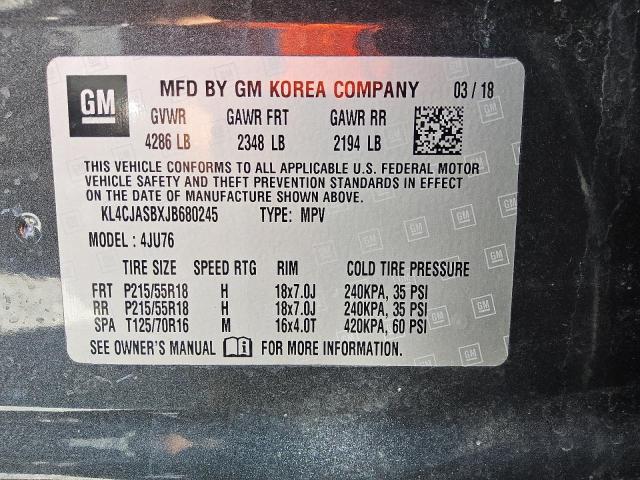 GM
MFD BY GM KOREA COMPANY 03 / 18
GVWR GAWR FRT GAWR RR
4286 LB 2348 LB 2194 LB
THIS VEHICLE CONFORMS TO ALL APPLICABLE U.S. FEDERAL MOTOR
VEHICLE SAFETY AND THEFT PREVENTION STANDARDS IN EFFECT
ON THE DATE OF MANUFACTURE SHOWN ABOVE.
KL4CJASBXJB680245 TYPE: MPV
MODEL : 4JU76
TIRE SIZE SPEED RTG RIM COLD TIRE PRESSURE
FRT P215/55R18 H 18x7.0J 240KPA, 35 PSI
RR P215/55R18 H 18x7.0J 240KPA, 35 PSI
SPA T125/70R16 M 16x4.0T 420KPA, 60 PSI
SEE OWNER'S MANUAL FOR MORE INFORMATION.